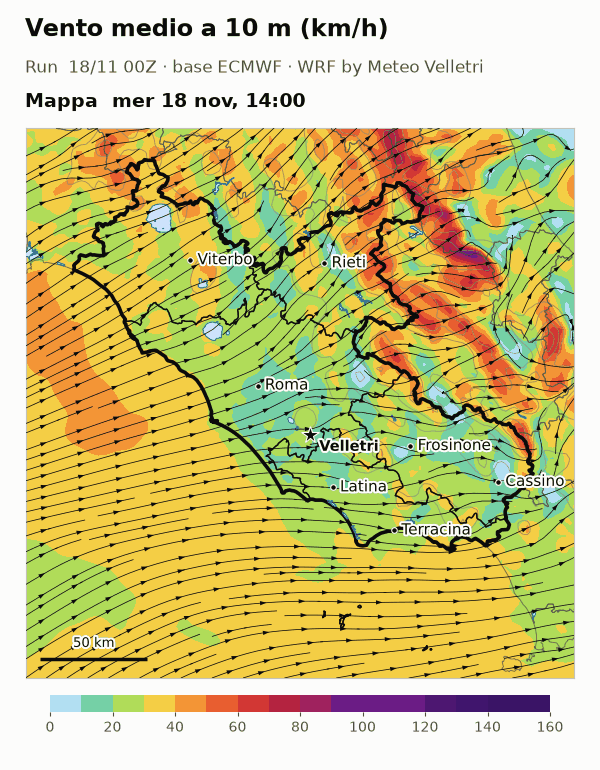 Vento medio a 10 m (km/h)
Run  18/11 00Z · base ECMWF · WRF by Meteo Velletri
Mappa  mer 18 nov, 14:00
Viterbo
Rieti
Roma
Velletri
Frosinone
Cassino
Latina
Terracina
50 km
0 20 40 60 80 100 120 140 160